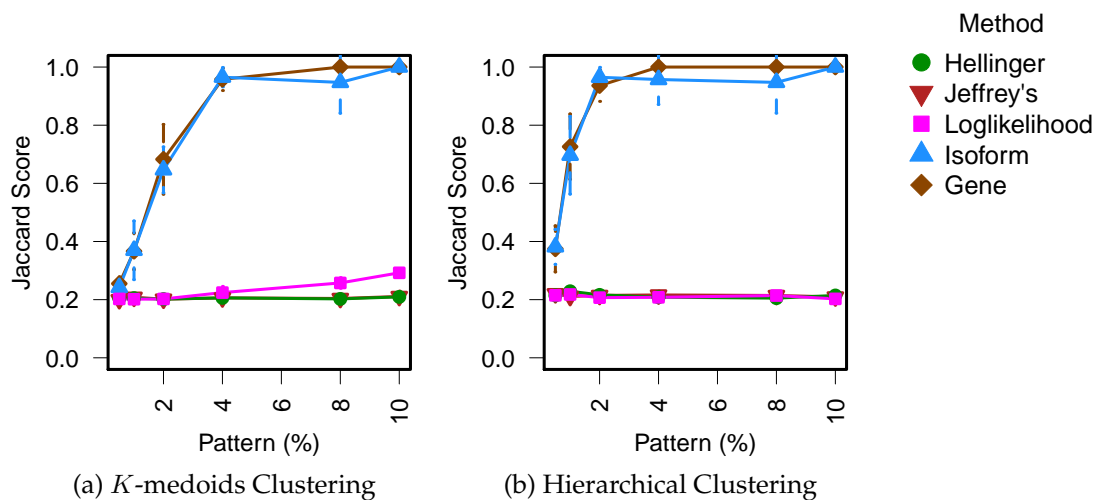 Jaccard Score
1.0
0.8
0.6
0.4
0.2
0.0
2
4
6
8
10
Pattern (%)
(a) K-medoids Clustering
Jaccard Score
1.0
0.8
0.6
0.4
0.2
0.0
2
4
6
8
10
Pattern (%)
(b) Hierarchical Clustering
Method
Hellinger
Jeffrey's
Loglikelihood
Isoform
Gene